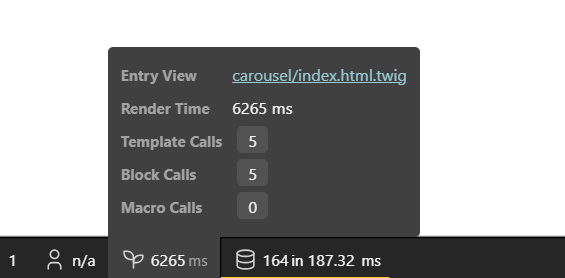 Entry View carousel/index.html.twig
Render Time 6265 ms
Template Calls 5
Block Calls 5
Macro Calls 0
1 n/a 6265 ms 164 in 187.32 ms